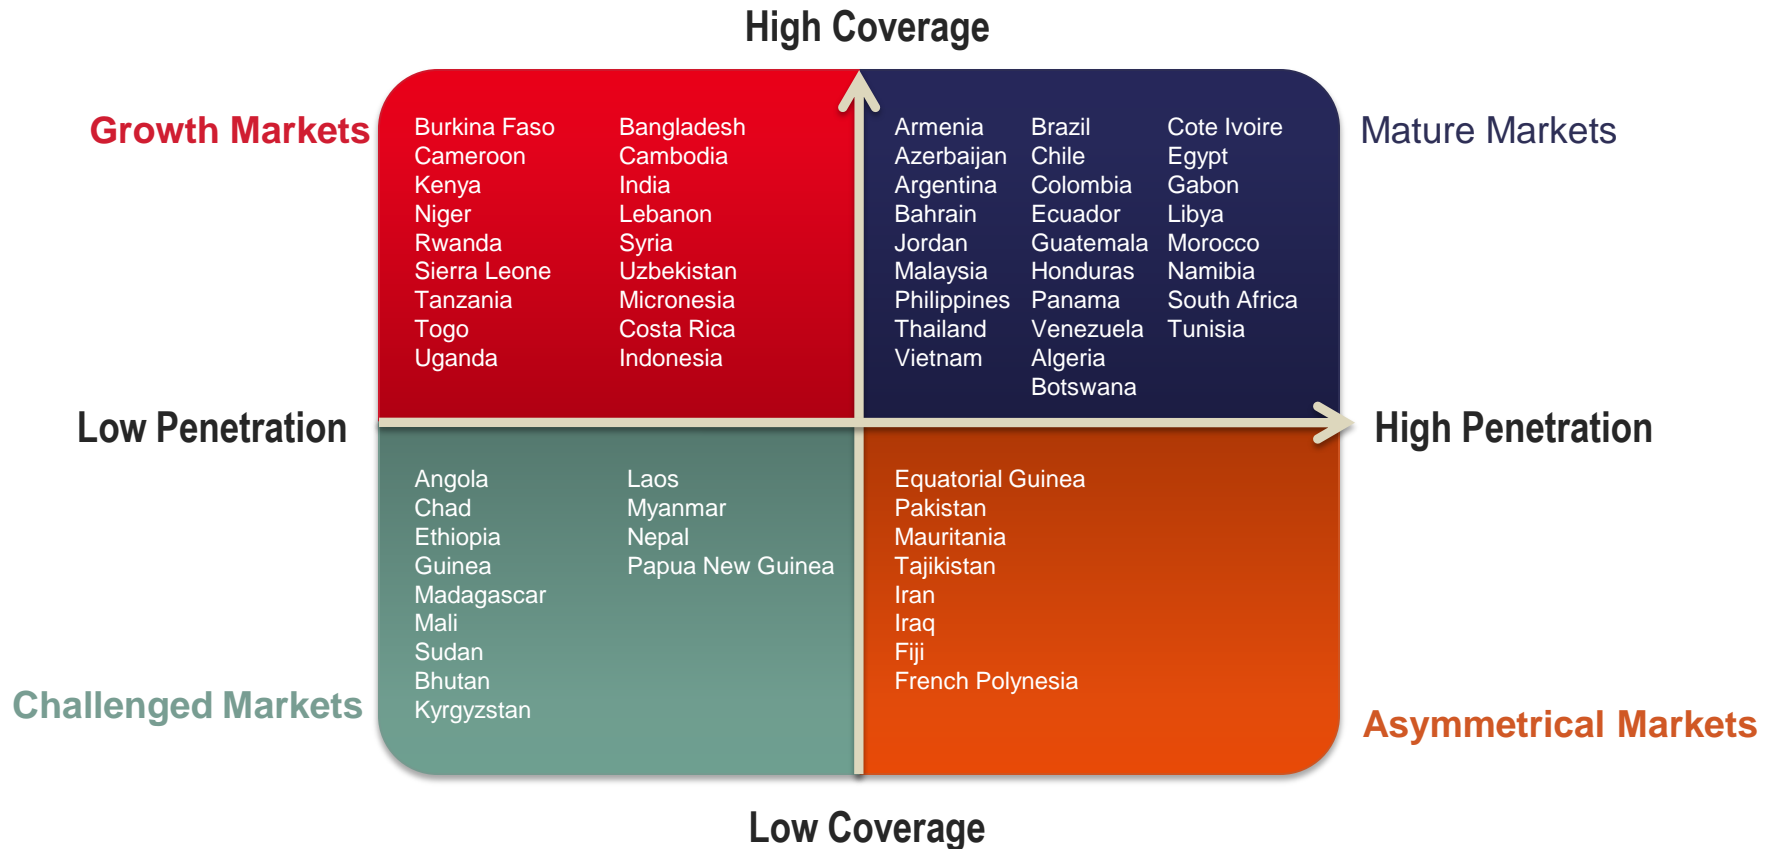 High Coverage
Growth Markets
Burkina Faso
Cameroon
Kenya
Niger
Rwanda
Sierra Leone
Tanzania
Togo
Uganda
Bangladesh
Cambodia
India
Lebanon
Syria
Uzbekistan
Micronesia
Costa Rica
Indonesia
Armenia
Azerbaijan
Argentina
Bahrain
Jordan
Malaysia
Philippines
Thailand
Vietnam
Brazil
Chile
Colombia
Ecuador
Guatemala
Honduras
Panama
Venezuela
Algeria
Botswana
Cote Ivoire
Egypt
Gabon
Libya
Morocco
Namibia
South Africa
Tunisia
Mature Markets
Low Penetration
High Penetration
Angola
Chad
Ethiopia
Guinea
Madagascar
Mali
Sudan
Bhutan
Kyrgyzstan
Laos
Myanmar
Nepal
Papua New Guinea
Equatorial Guinea
Pakistan
Mauritania
Tajikistan
Iran
Iraq
Fiji
French Polynesia
Challenged Markets
Asymmetrical Markets
Low Coverage